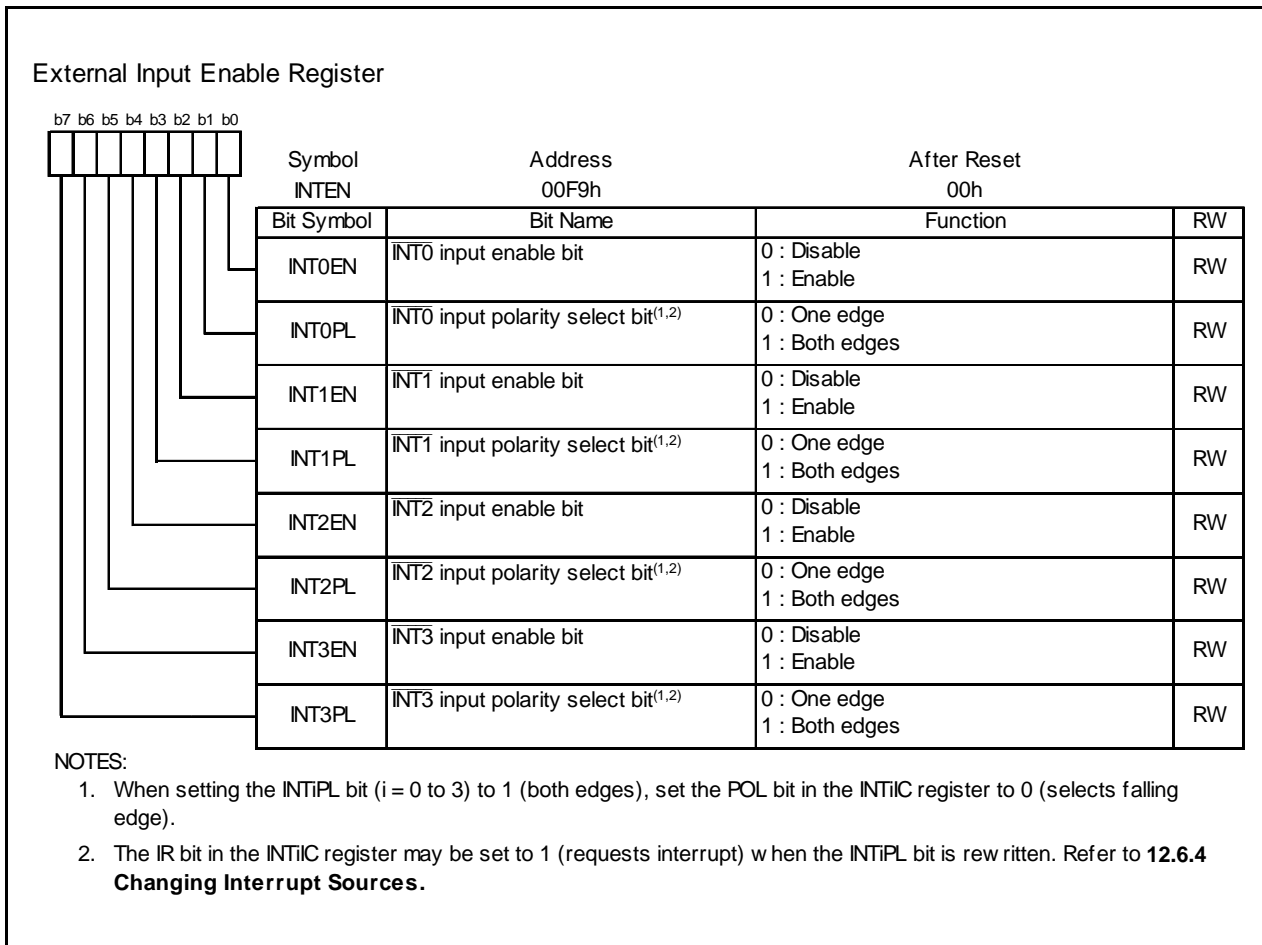 External Input Enable Register
b7 b6 b5 b4 b3 b2 b1 b0
Symbol Address After Reset
INTEN 00F9h 00h
Bit Symbol Bit Name Function RW
INT0EN INT0 input enable bit 0 : Disable
1 : Enable RW
INT0PL INT0 input polarity select bit(1,2) 0 : One edge
1 : Both edges RW
INT1EN INT1 input enable bit 0 : Disable
1 : Enable RW
INT1PL INT1 input polarity select bit(1,2) 0 : One edge
1 : Both edges RW
INT2EN INT2 input enable bit 0 : Disable
1 : Enable RW
INT2PL INT2 input polarity select bit(1,2) 0 : One edge
1 : Both edges RW
INT3EN INT3 input enable bit 0 : Disable
1 : Enable RW
INT3PL INT3 input polarity select bit(1,2) 0 : One edge
1 : Both edges RW
NOTES:
1. When setting the INTiPL bit (i = 0 to 3) to 1 (both edges), set the POL bit in the INTiIC register to 0 (selects falling
edge).
2. The IR bit in the INTiIC register may be set to 1 (requests interrupt) when the INTiPL bit is rewritten. Refer to 12.6.4
Changing Interrupt Sources.